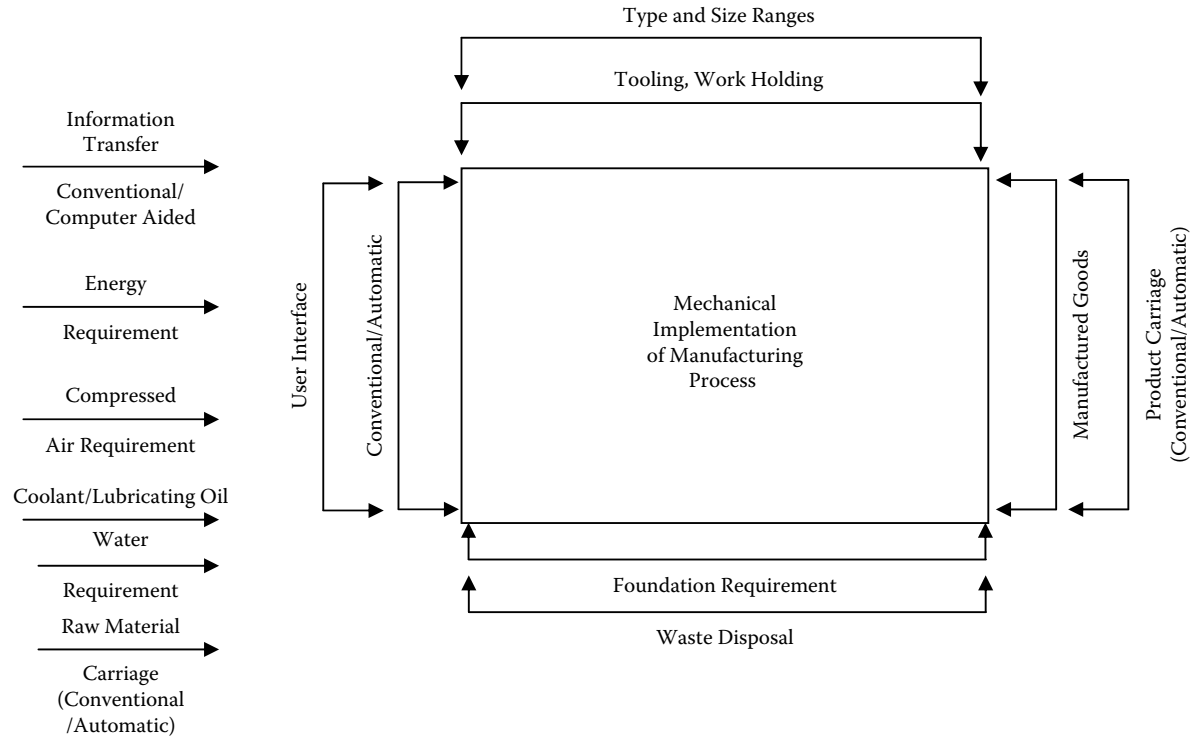 Type and Size Ranges
Tooling, Work Holding
Information
Transfer
Conventional/
Computer Aided
Energy
Requirement
Compressed
Air Requirement
Coolant/Lubricating Oil
Water
Requirement
Raw Material
Carriage
(Conventional
/Automatic)
User Interface
Conventional/Automatic
Mechanical
Implementation
of Manufacturing
Process
Manufactured Goods
Product Carriage
(Conventional/Automatic)
Foundation Requirement
Waste Disposal